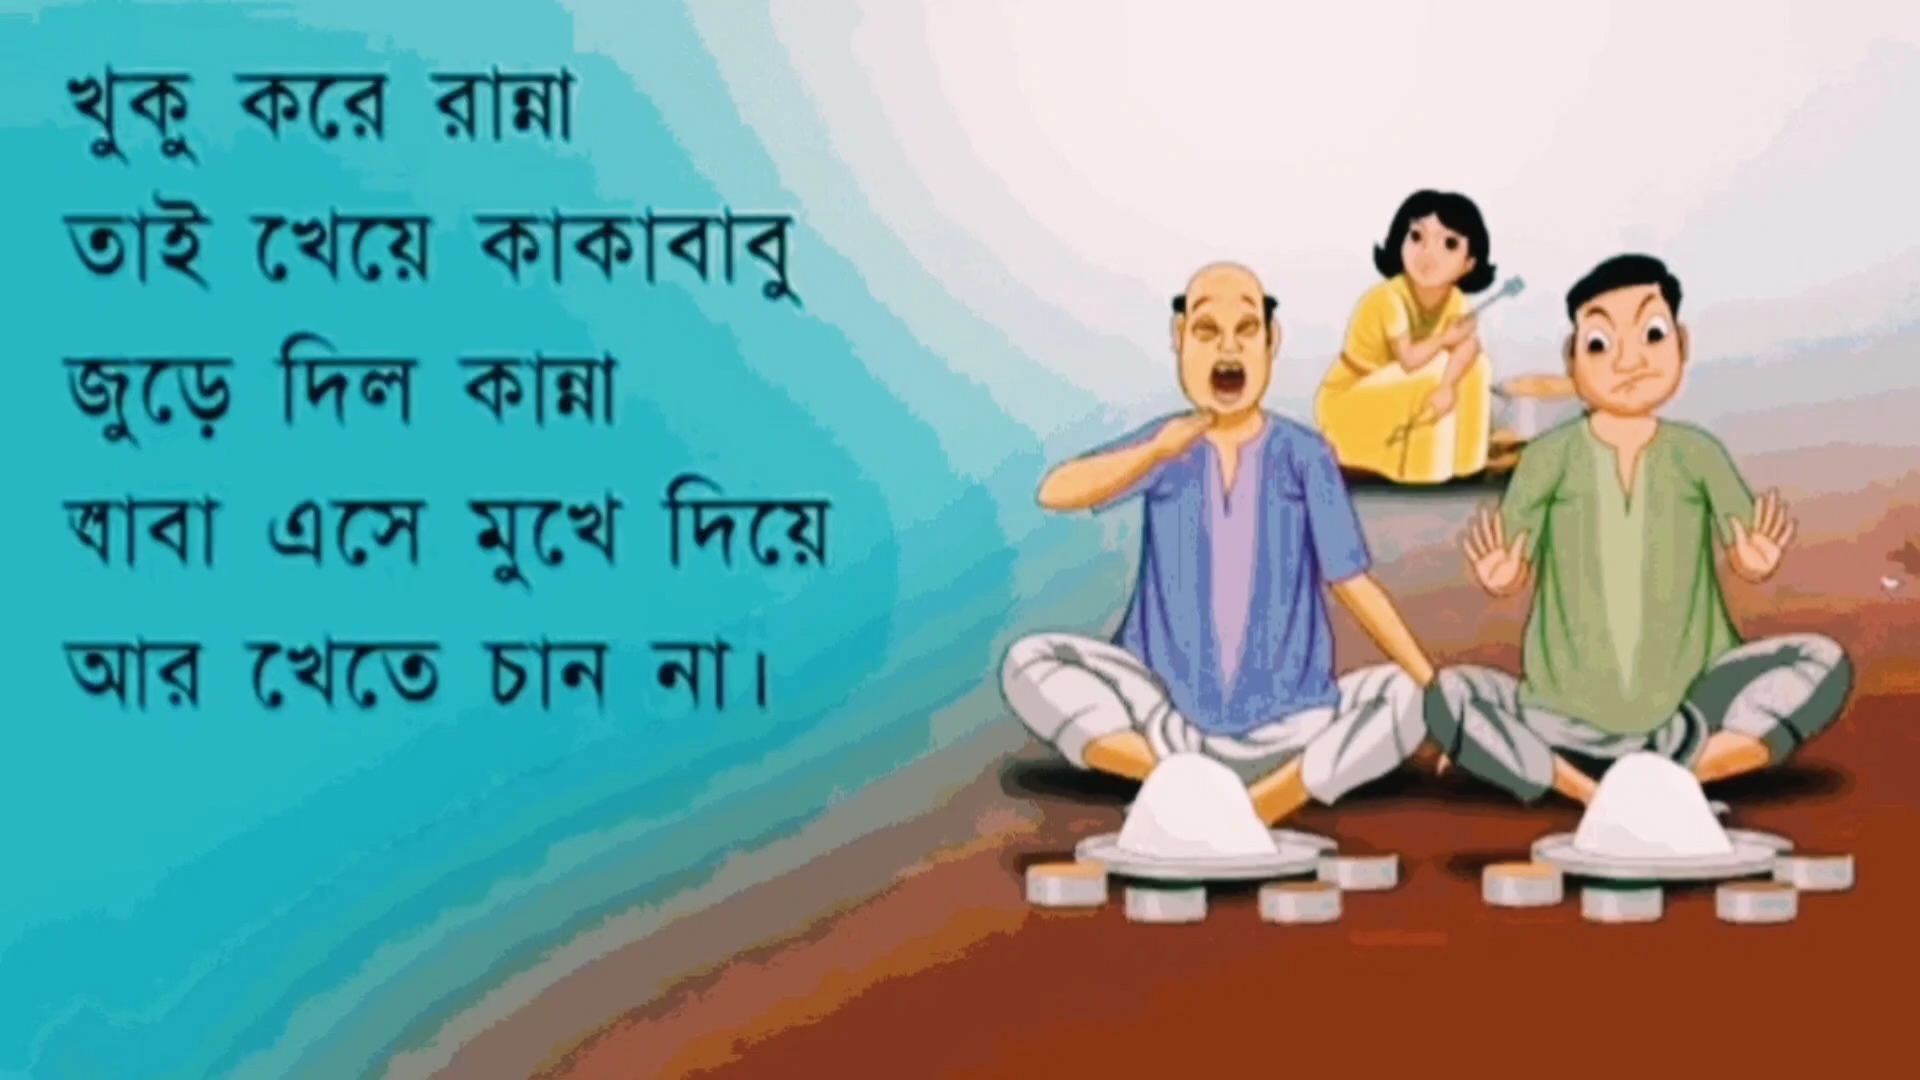 খুকু করে রান্না
তাই খেয়ে কাকাবাবু
জুড়ে দিল কান্না
বাবা এসে মুখে দিয়ে
আর খেতে চান না।